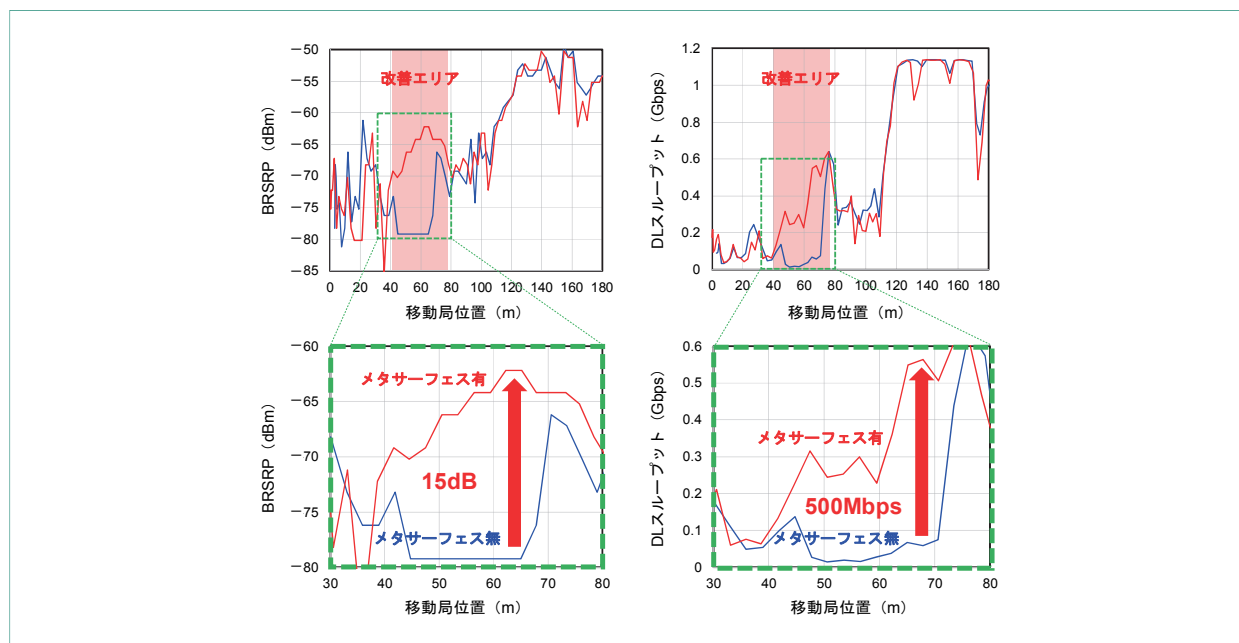 BRSRP（dBm）
－50
－55
－60
－65
－70
－75
－80
－85
改善エリア
0 20 40 60 80 100 120 140 160 180
移動局位置（m）
DLスループット（Gbps）
1.2
1
0.8
0.6
0.4
0.2
0
改善エリア
0 20 40 60 80 100 120 140 160 180
移動局位置（m）
BRSRP（dBm）
－60
－65
－70
－75
－80
メタサーフェス有
15dB
メタサーフェス無
30 40 50 60 70 80
移動局位置（m）
DLスループット（Gbps）
0.6
0.5
0.4
0.3
0.2
0.1
0
メタサーフェス有
500Mbps
メタサーフェス無
30 40 50 60 70 80
移動局位置（m）